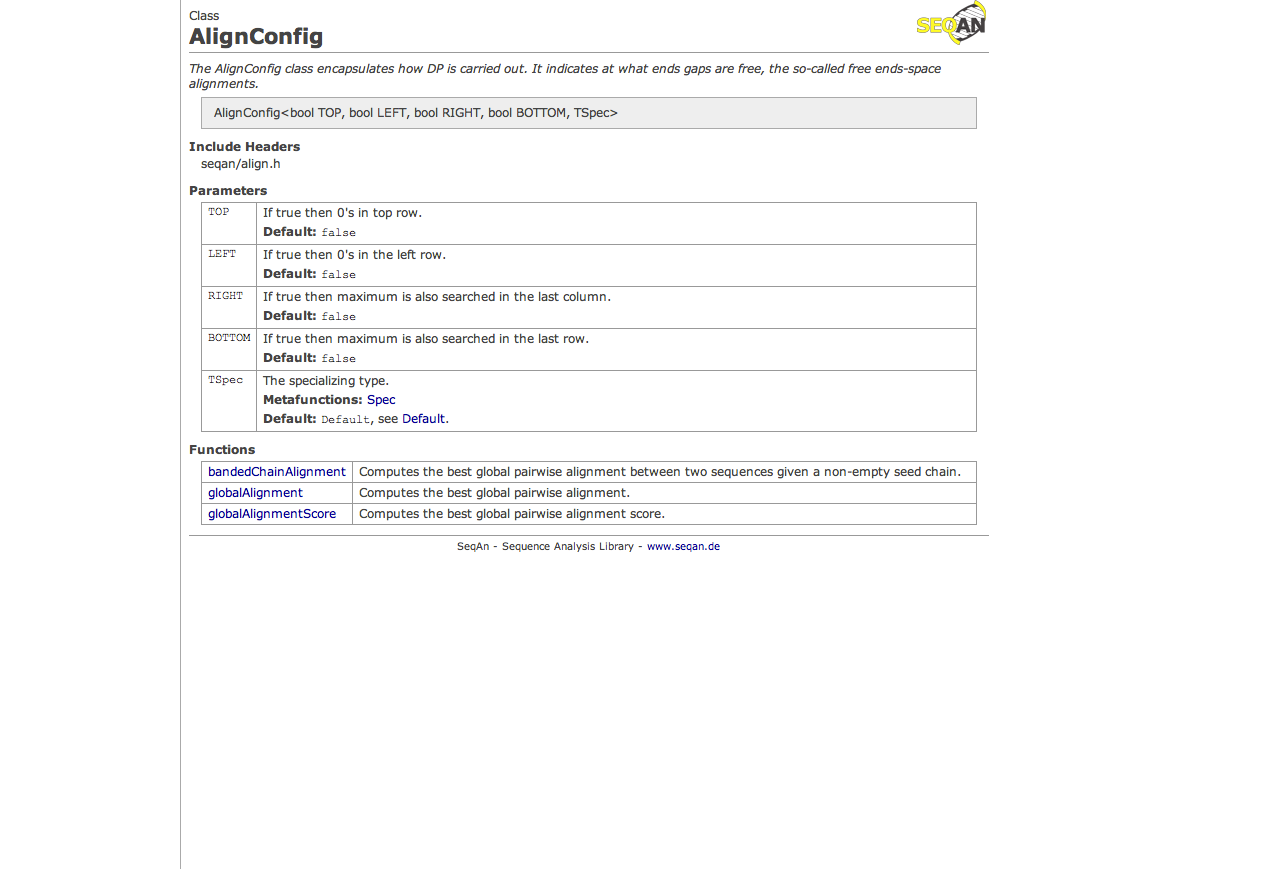 Class
SEQAN
AlignConfig
The AlignConfig class encapsulates how DP is carried out. It indicates at what ends gaps are free, the so-called free ends-space
alignments.
AlignConfig<bool TOP, bool LEFT, bool RIGHT, bool BOTTOM, TSpec>
Include Headers
seqan/align.h
Parameters
TOP If true then 0's in top row.
Default: false
LEFT If true then 0's in the left row.
Default: false
RIGHT If true then maximum is also searched in the last column.
Default: false
BOTTOM If true then maximum is also searched in the last row.
Default: false
TSpec The specializing type.
Metafunctions: Spec
Default: Default, see Default.
Functions
bandedChainAlignment Computes the best global pairwise alignment between two sequences given a non-empty seed chain.
globalAlignment Computes the best global pairwise alignment.
globalAlignmentScore Computes the best global pairwise alignment score.
SeqAn - Sequence Analysis Library - www.seqan.de